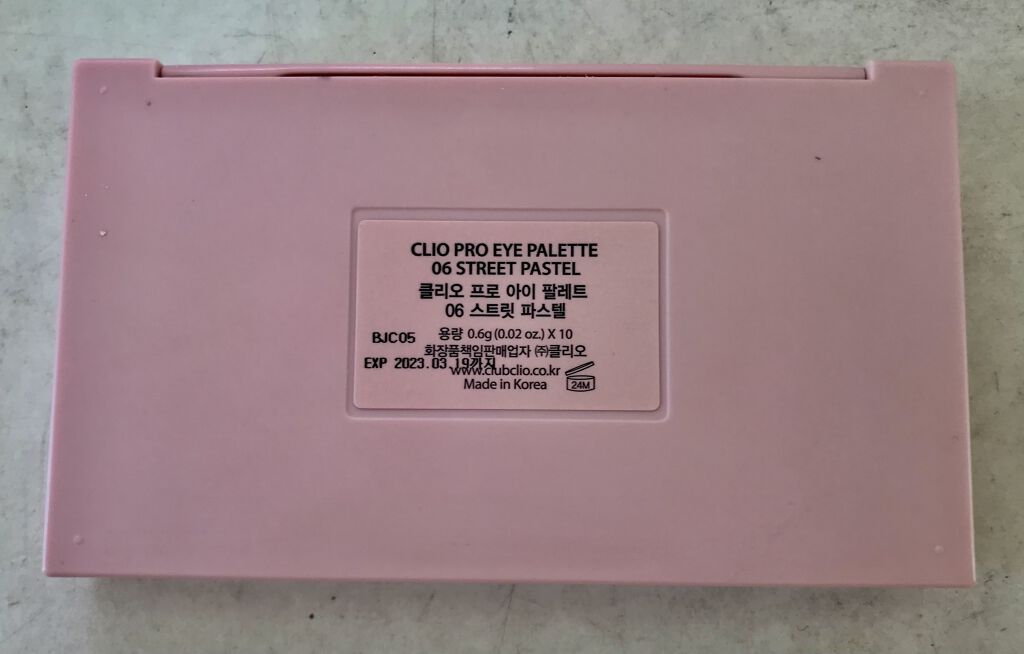 CLIO PRO EYE PALETTE
06 STREET PASTEL
클리오 프로 아이 팔레트
06 스트릿 파스텔
BJC05
용량 0.6g (0.02 oz.) X 10
화장품책임판매업자 ㈜클리오
EXP 2023.03.19까지
www.clubclio.co.kr
Made in Korea
24M